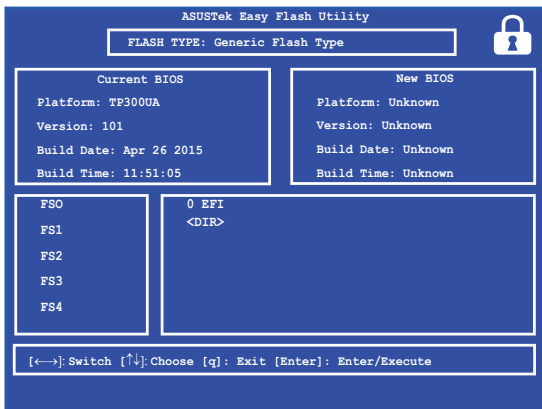 ASUSTek Easy Flash Utility
FLASH TYPE: Generic Flash Type
Current BIOS
Platform: TP300UA
Version: 101
Build Date: Apr 26 2015
Build Time: 11:51:05
New BIOS
Platform: Unknown
Version: Unknown
Build Date: Unknown
Build Time: Unknown
FSO
FS1
FS2
FS3
FS4
0 EFI
<DIR>
[←→]: Switch [↑↓]: Choose [q]: Exit [Enter]: Enter/Execute